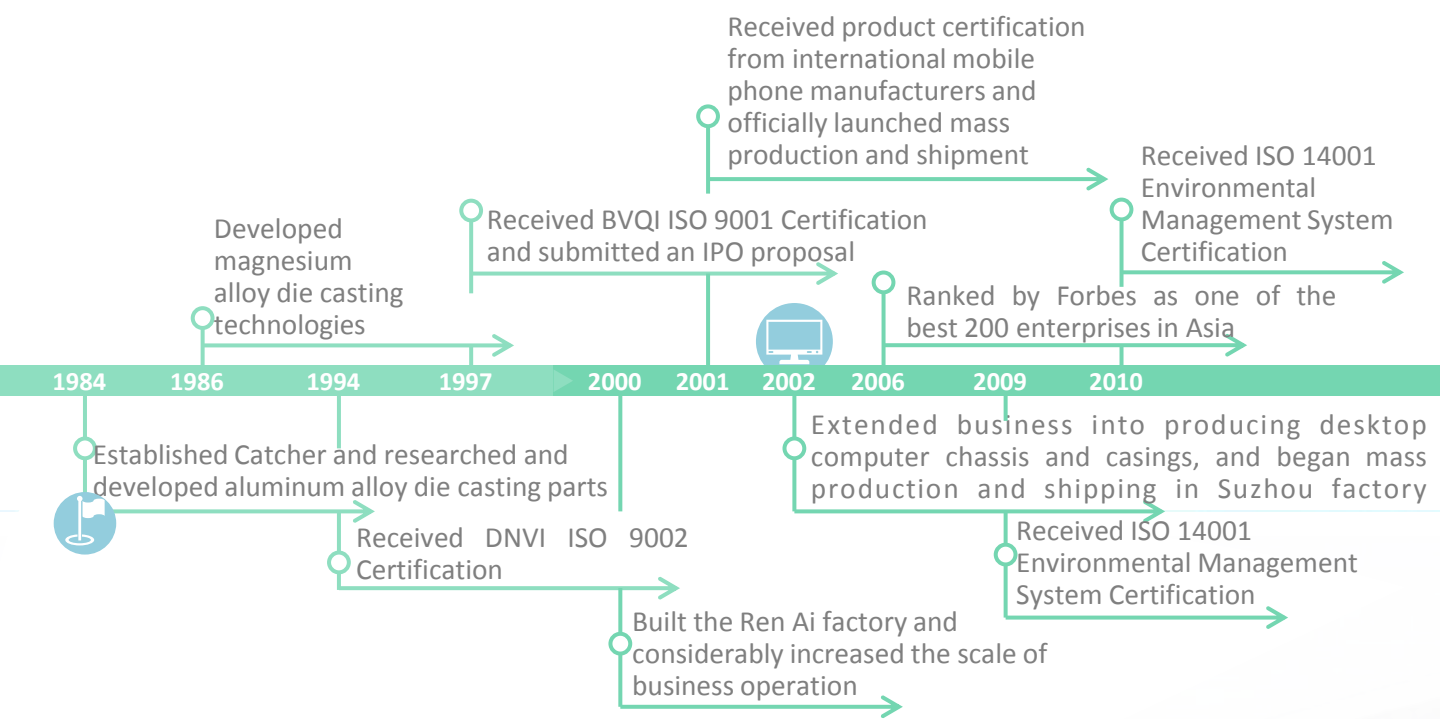 Received product certification
from international mobile
phone manufacturers and
officially launched mass
production and shipment
Received ISO 14001
Environmental
Management System
Certification
Received BVQI ISO 9001 Certification
and submitted an IPO proposal
Developed
magnesium
alloy die casting
technologies
Ranked by Forbes as one of the
best 200 enterprises in Asia
1984 1986 1994 1997 2000 2001 2002 2006 2009 2010
Established Catcher and researched and
developed aluminum alloy die casting parts
Extended business into producing desktop
computer chassis and casings, and began mass
production and shipping in Suzhou factory
Received DNVI ISO 9002
Certification
Received ISO 14001
Environmental Management
System Certification
Built the Ren Ai factory and
considerably increased the scale of
business operation